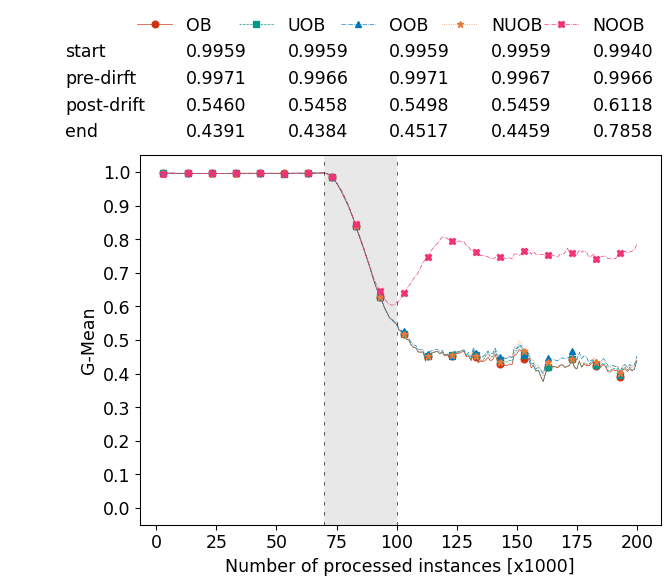 OB UOB OOB NUOB NOOB
start 0.9959 0.9959 0.9959 0.9959 0.9940
pre-dirft 0.9971 0.9966 0.9971 0.9967 0.9966
post-drift 0.5460 0.5458 0.5498 0.5459 0.6118
end 0.4391 0.4384 0.4517 0.4459 0.7858
1.0
0.9
0.8
0.7
0.6
0.5
0.4
0.3
0.2
0.1
0.0
G-Mean
0 25 50 75 100 125 150 175 200
Number of processed instances [x1000]